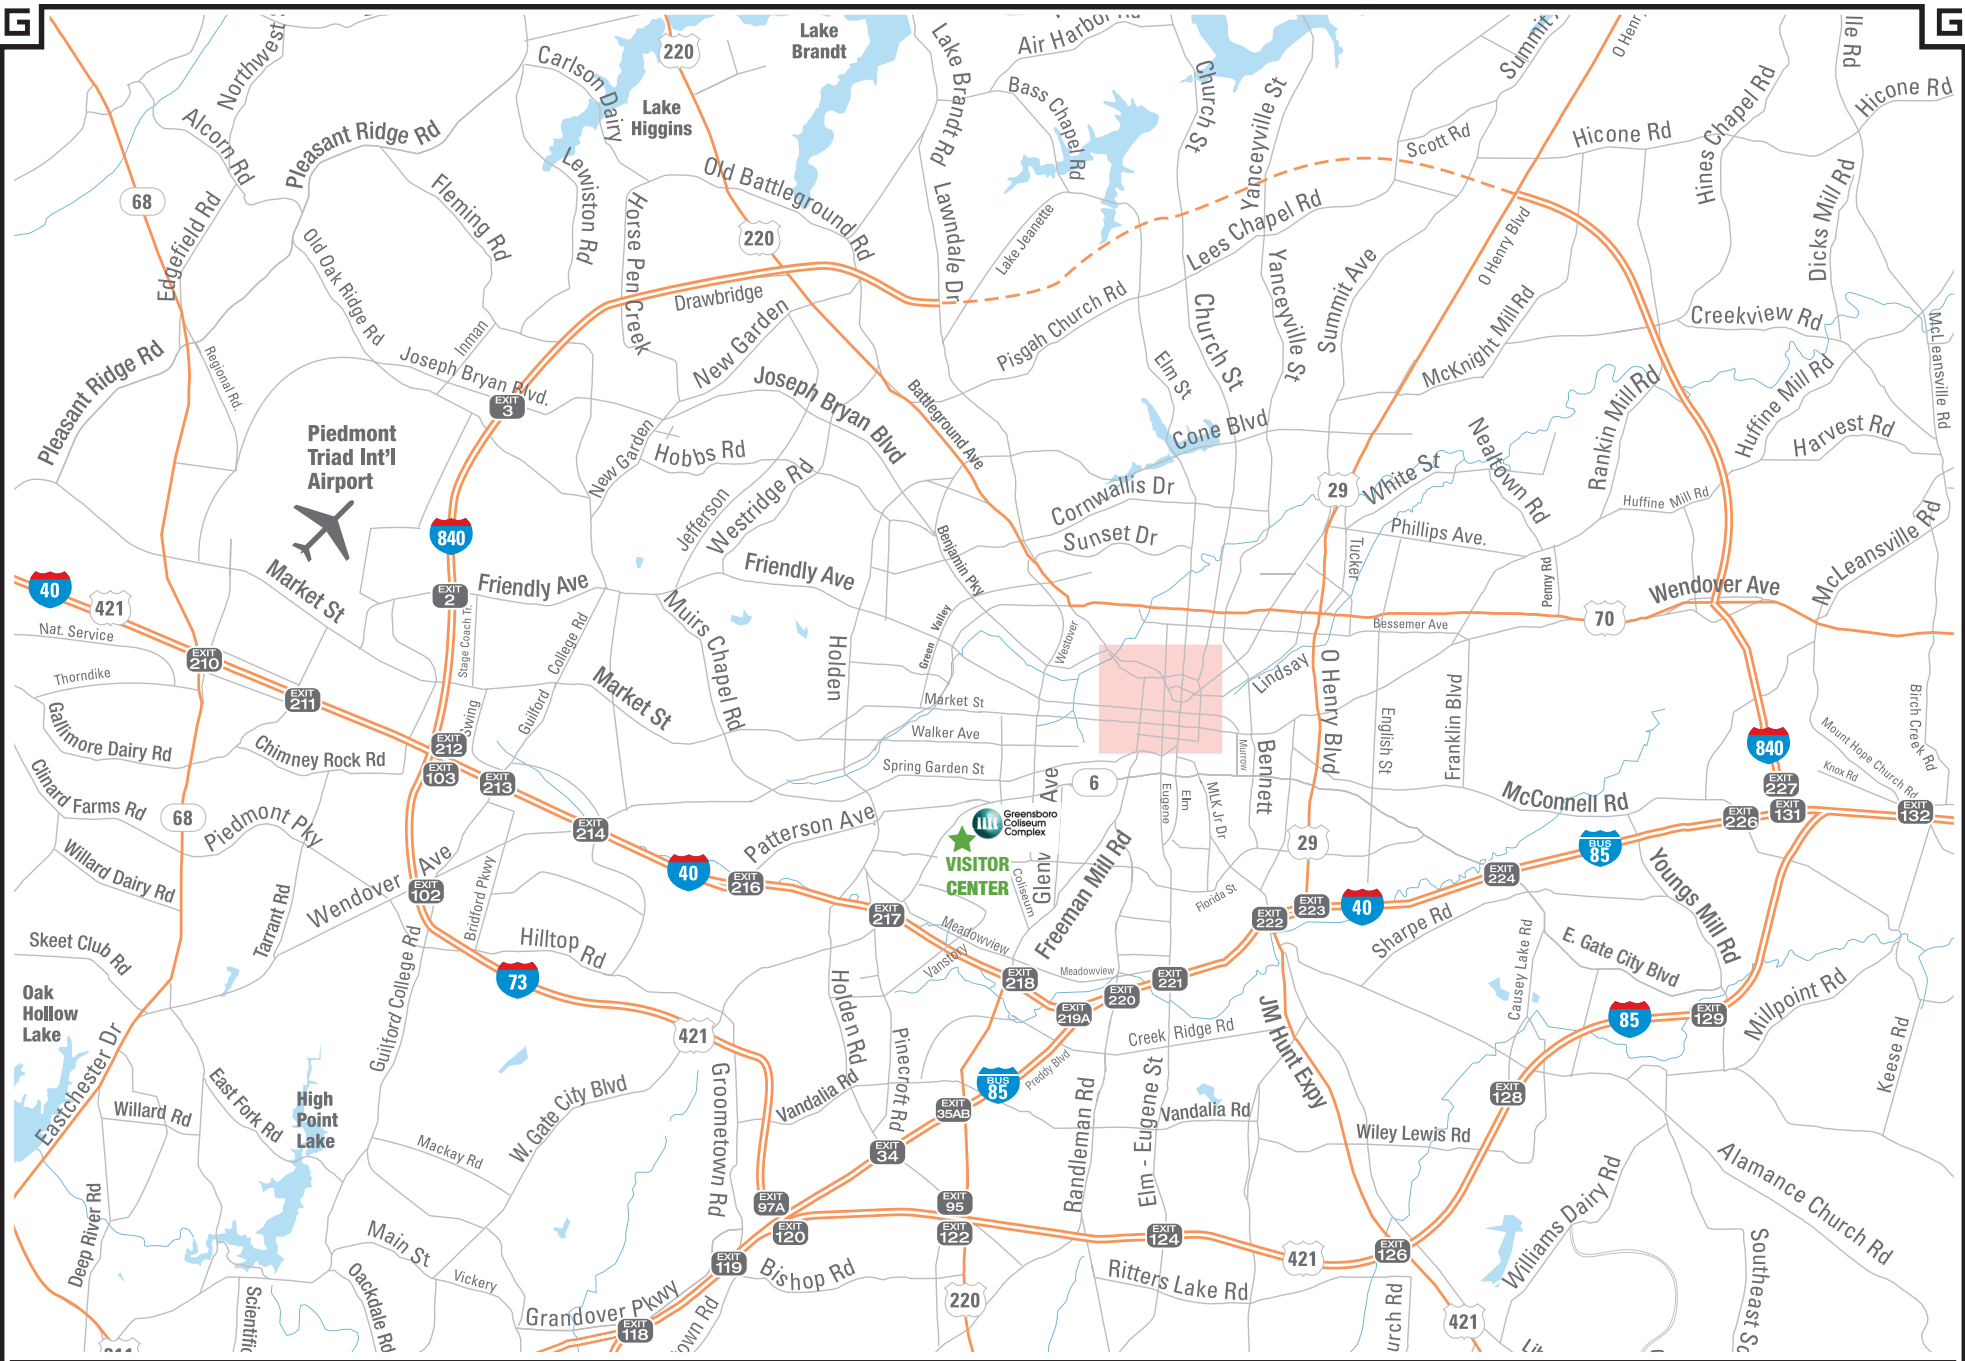 G
G
Northwest
Carlson Dairy
220
Lake
Brandt
Lake Brandt Rd
Air Harbor Rd
Church St
Yanceyville St
Summit
O Henry
Hines Chapel Rd
lle Rd
Hicone Rd
Hicone Rd
Alcorn Rd
Pleasant Ridge Rd
Lake
Higgins
Bass Chapel Rd
Scott Rd
68
Edgefield Rd
Fleming Rd
Lewiston Rd
Horse Pen Creek
Old Battleground Rd
220
Lawndale Dr
Lake Jeanette
Lees Chapel Rd
O Henry Blvd
Dicks Mill Rd
Old Oak Ridge Rd
Drawbridge
New Garden
Pisgah Church Rd
Church St
Yanceyville St
Summit Ave
McKnight Mill Rd
Creekview Rd
McLeansville Rd
Pleasant Ridge Rd
Regional Rd.
Inman
Joseph Bryan Blvd.
EXIT
3
Joseph Bryan Blvd
Battleground Ave
Elm St
Cone Blvd
Nealtown Rd
Rankin Mill Rd
Huffine Mill Rd
Harvest Rd
Piedmont
Triad Int'l
Airport
New Garden
Hobbs Rd
Westridge Rd
Jefferson
Cornwallis Dr
Sunset Dr
29
White St
Huffine Mill Rd
Phillips Ave.
McLeansville Rd
840
Benjamin Pky
Tucker
Penny Rd
Market St
EXIT
2
Friendly Ave
Friendly Ave
Wendover Ave
40
421
Nat. Service
EXIT
210
Stage Coach Tr.
College Rd
Guilford
Muirs Chapel Rd
Holden
Green Valley
Westover
Bessemer Ave
70
Thorndike
EXIT
211
Swing
Market St
Market St
Lindsay
O Henry Blvd
Franklin Blvd
English St
Birch Creek Rd
Gallimore Dairy Rd
Chimney Rock Rd
EXIT
212
EXIT
103
EXIT
213
Walker Ave
Spring Garden St
Murrow
Bennett
840
Mount Hope Church Rd
Knox Rd
EXIT
227
Clinard Farms Rd
68
Piedmont Pky
EXIT
214
Patterson Ave
Greensboro
Coliseum
Complex
VISITOR
CENTER
Glenv Ave
6
Eugene
Elm
MLK Jr Dr
29
McConnell Rd
EXIT
226
EXIT
131
EXIT
132
Willard Dairy Rd
Wendover Ave
EXIT
102
Bridford Pkwy
40
EXIT
216
EXIT
217
Coliseum
Freeman Mill Rd
Florida St
EXIT
222
EXIT
223
40
EXIT
224
BUS
85
Youngs Mill Rd
Skeet Club Rd
Tarrant Rd
Guilford College Rd
Hilltop Rd
73
Meadowview
Vanstory
EXIT
218
Meadowview
EXIT
219A
EXIT
220
EXIT
221
Sharpe Rd
Causey Lake Rd
E. Gate City Blvd
Oak
Hollow
Lake
421
Holden Rd
Pinecroft Rd
Creek Ridge Rd
JM Hunt Expy
85
EXIT
129
Millpoint Rd
Keese Rd
Eastchester Dr
Willard Rd
East Fork Rd
High
Point
Lake
Mackay Rd
W. Gate City Blvd
Groometown Rd
Vandalia Rd
BUS
85
Preddy Blvd
EXIT
35AB
EXIT
34
Randleman Rd
Elm - Eugene St
Vandalia Rd
Wiley Lewis Rd
EXIT
128
Deep River Rd
EXIT
97A
EXIT
95
EXIT
120
EXIT
122
EXIT
124
421
EXIT
126
Williams Dairy Rd
Alamance Church Rd
Main St
Vickery
EXIT
119
Bishop Rd
Ritters Lake Rd
Scientific
Oackdale Rd
Grandover Pkwy
EXIT
118
own Rd
220
urch Rd
421
Southeast Sc